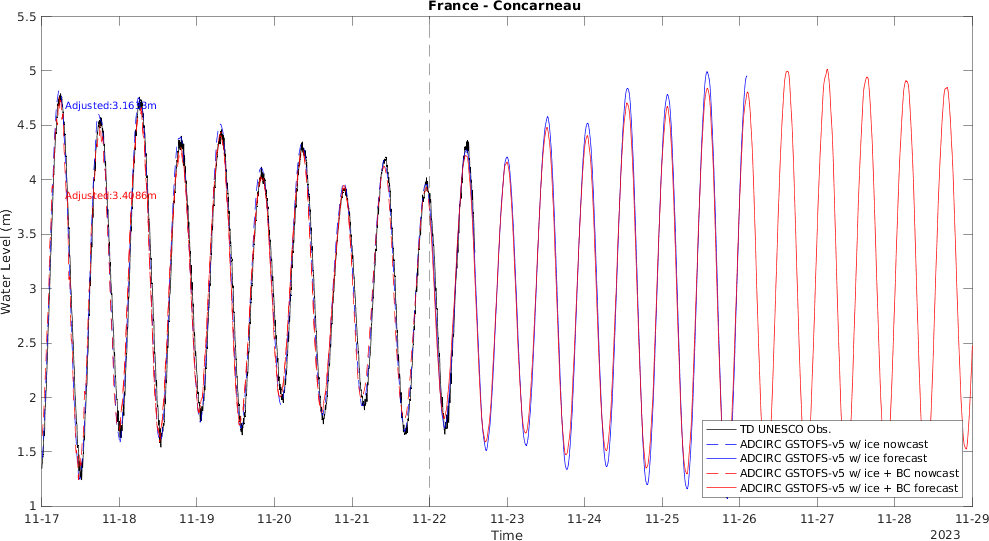 France - Concarneau
5.5
5
4.5
4
3.5
3
2.5
2
1.5
1
Water Level (m)
Adjusted:3.1633m
Adjusted:3.4086m
TD UNESCO Obs.
ADCIRC GSTOFS-v5 w/ ice nowcast
ADCIRC GSTOFS-v5 w/ ice forecast
ADCIRC GSTOFS-v5 w/ ice + BC nowcast
ADCIRC GSTOFS-v5 w/ ice + BC forecast
11-17 11-18 11-19 11-20 11-21 11-22 11-23 11-24 11-25 11-26 11-27 11-28 11-29
Time
2023